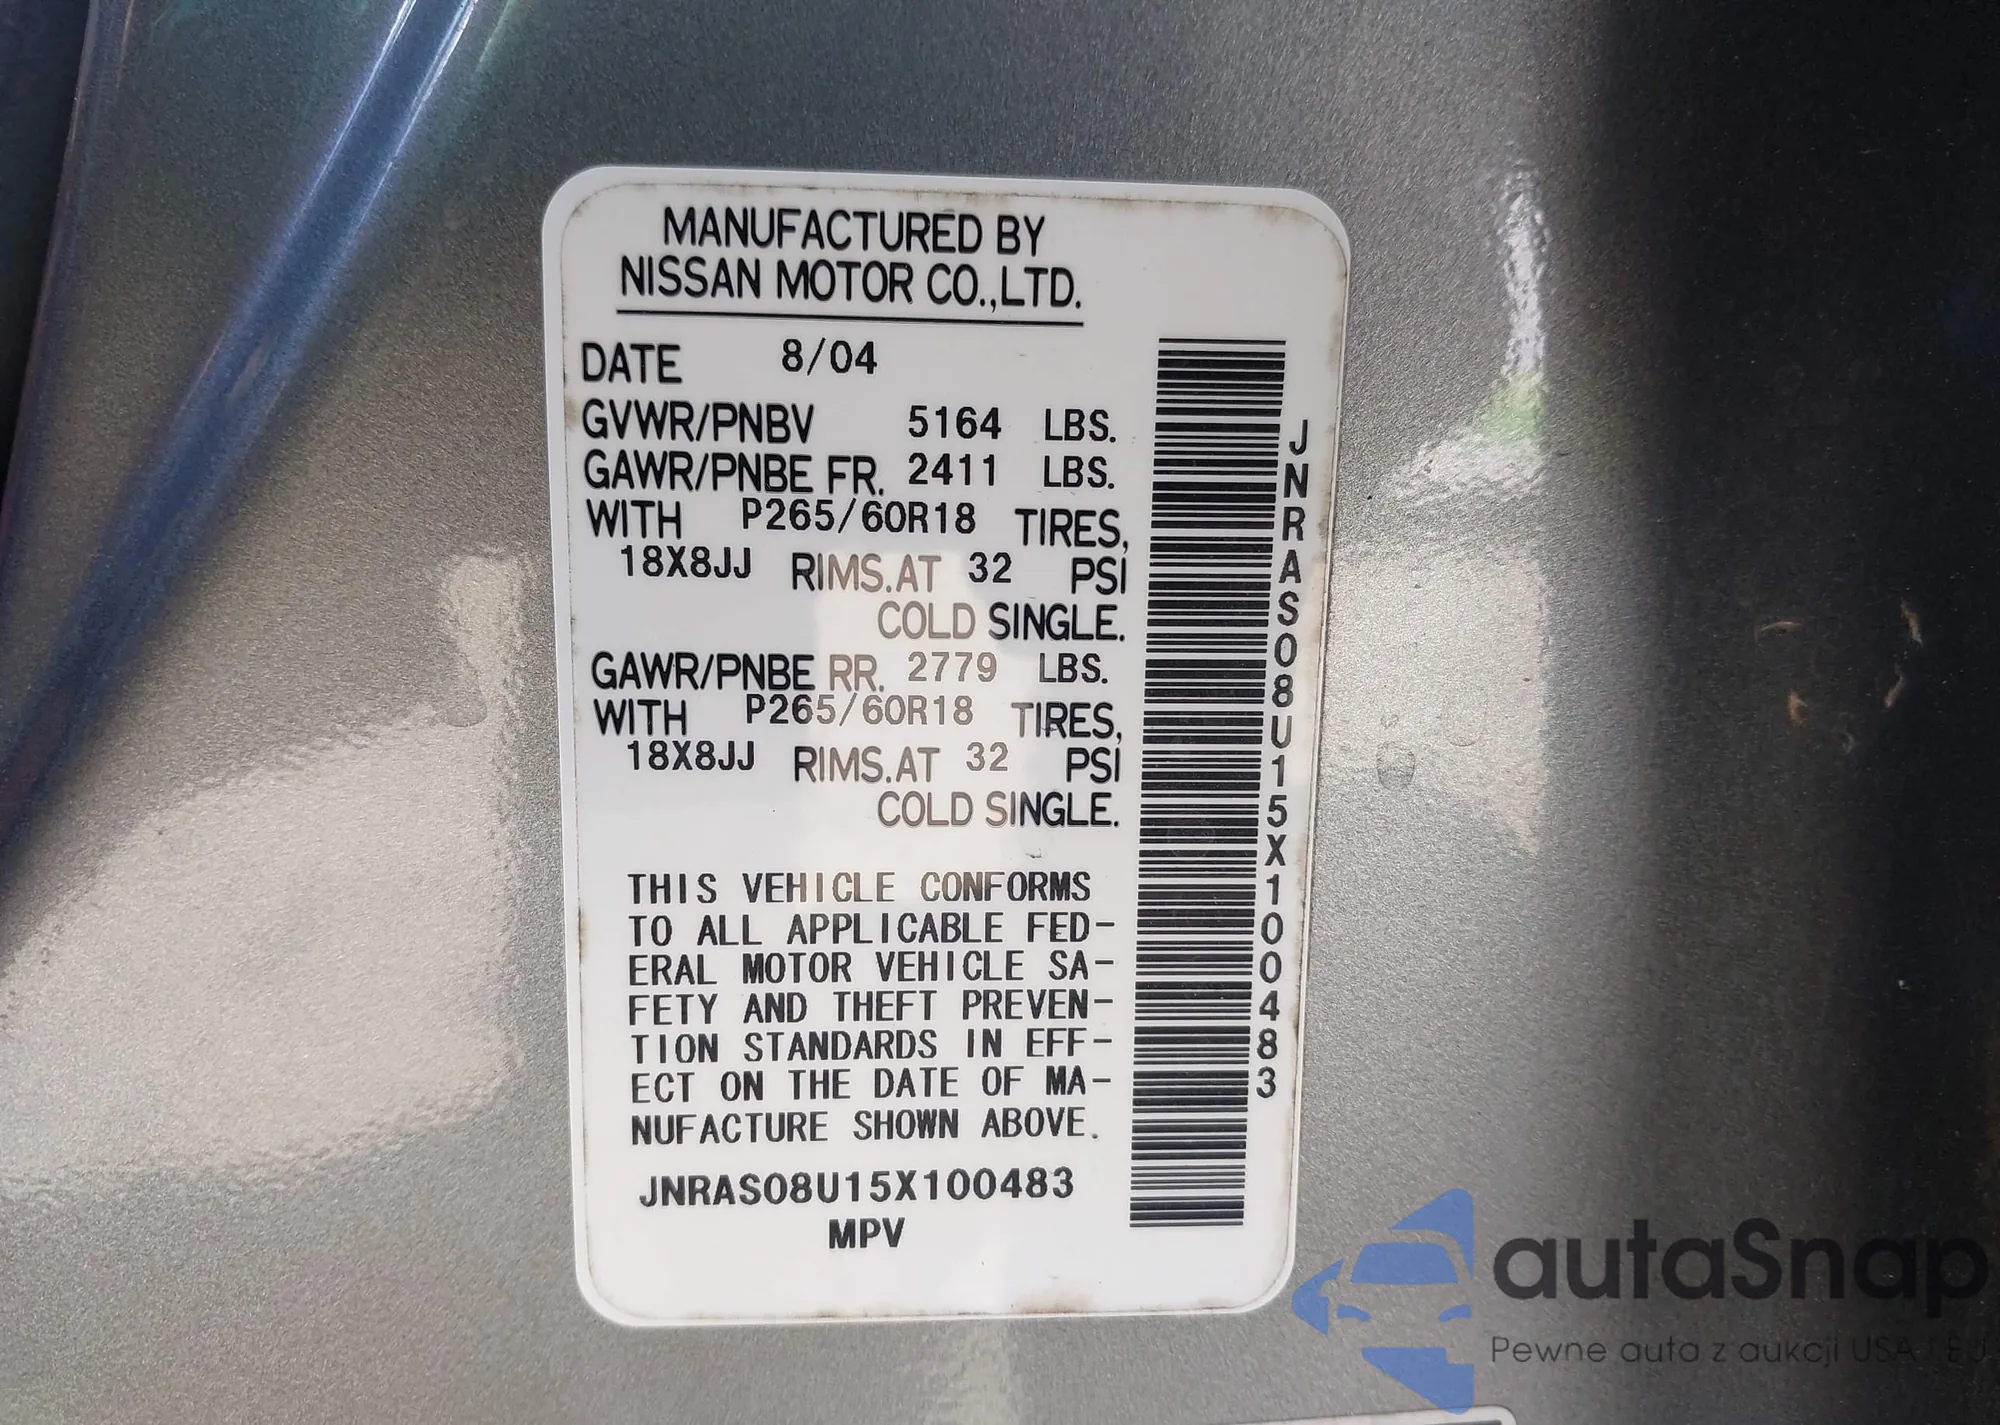 MANUFACTURED BY
NISSAN MOTOR CO.,LTD.
DATE 8/04
GVWR/PNBV 5164 LBS.
GAWR/PNBE FR. 2411 LBS.
WITH P265/60R18 TIRES,
18X8JJ RIMS.AT 32 PSI
COLD SINGLE.
GAWR/PNBE RR. 2779 LBS.
WITH P265/60R18 TIRES,
18X8JJ RIMS.AT 32 PSI
COLD SINGLE.
THIS VEHICLE CONFORMS
TO ALL APPLICABLE FED-
ERAL MOTOR VEHICLE SA-
FETY AND THEFT PREVEN-
TION STANDARDS IN EFF-
ECT ON THE DATE OF MA-
NUFACTURE SHOWN ABOVE.
JNRAS08U15X100483
MPV
JNRAS08U15X100483
autaSnap
Pewne auta z aukcji USA / EU